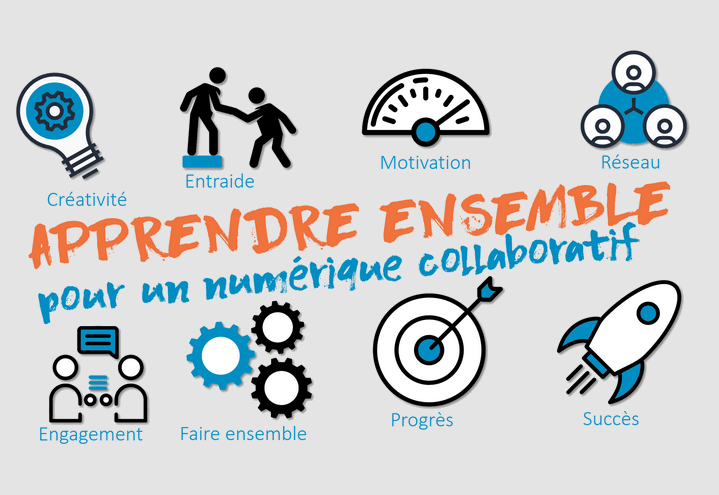 Créativité
Entraide
Motivation
Réseau
APPRENDRE ENSEMBLE
pour un numérique collaboratif
Engagement
Faire ensemble
Progrès
Succès